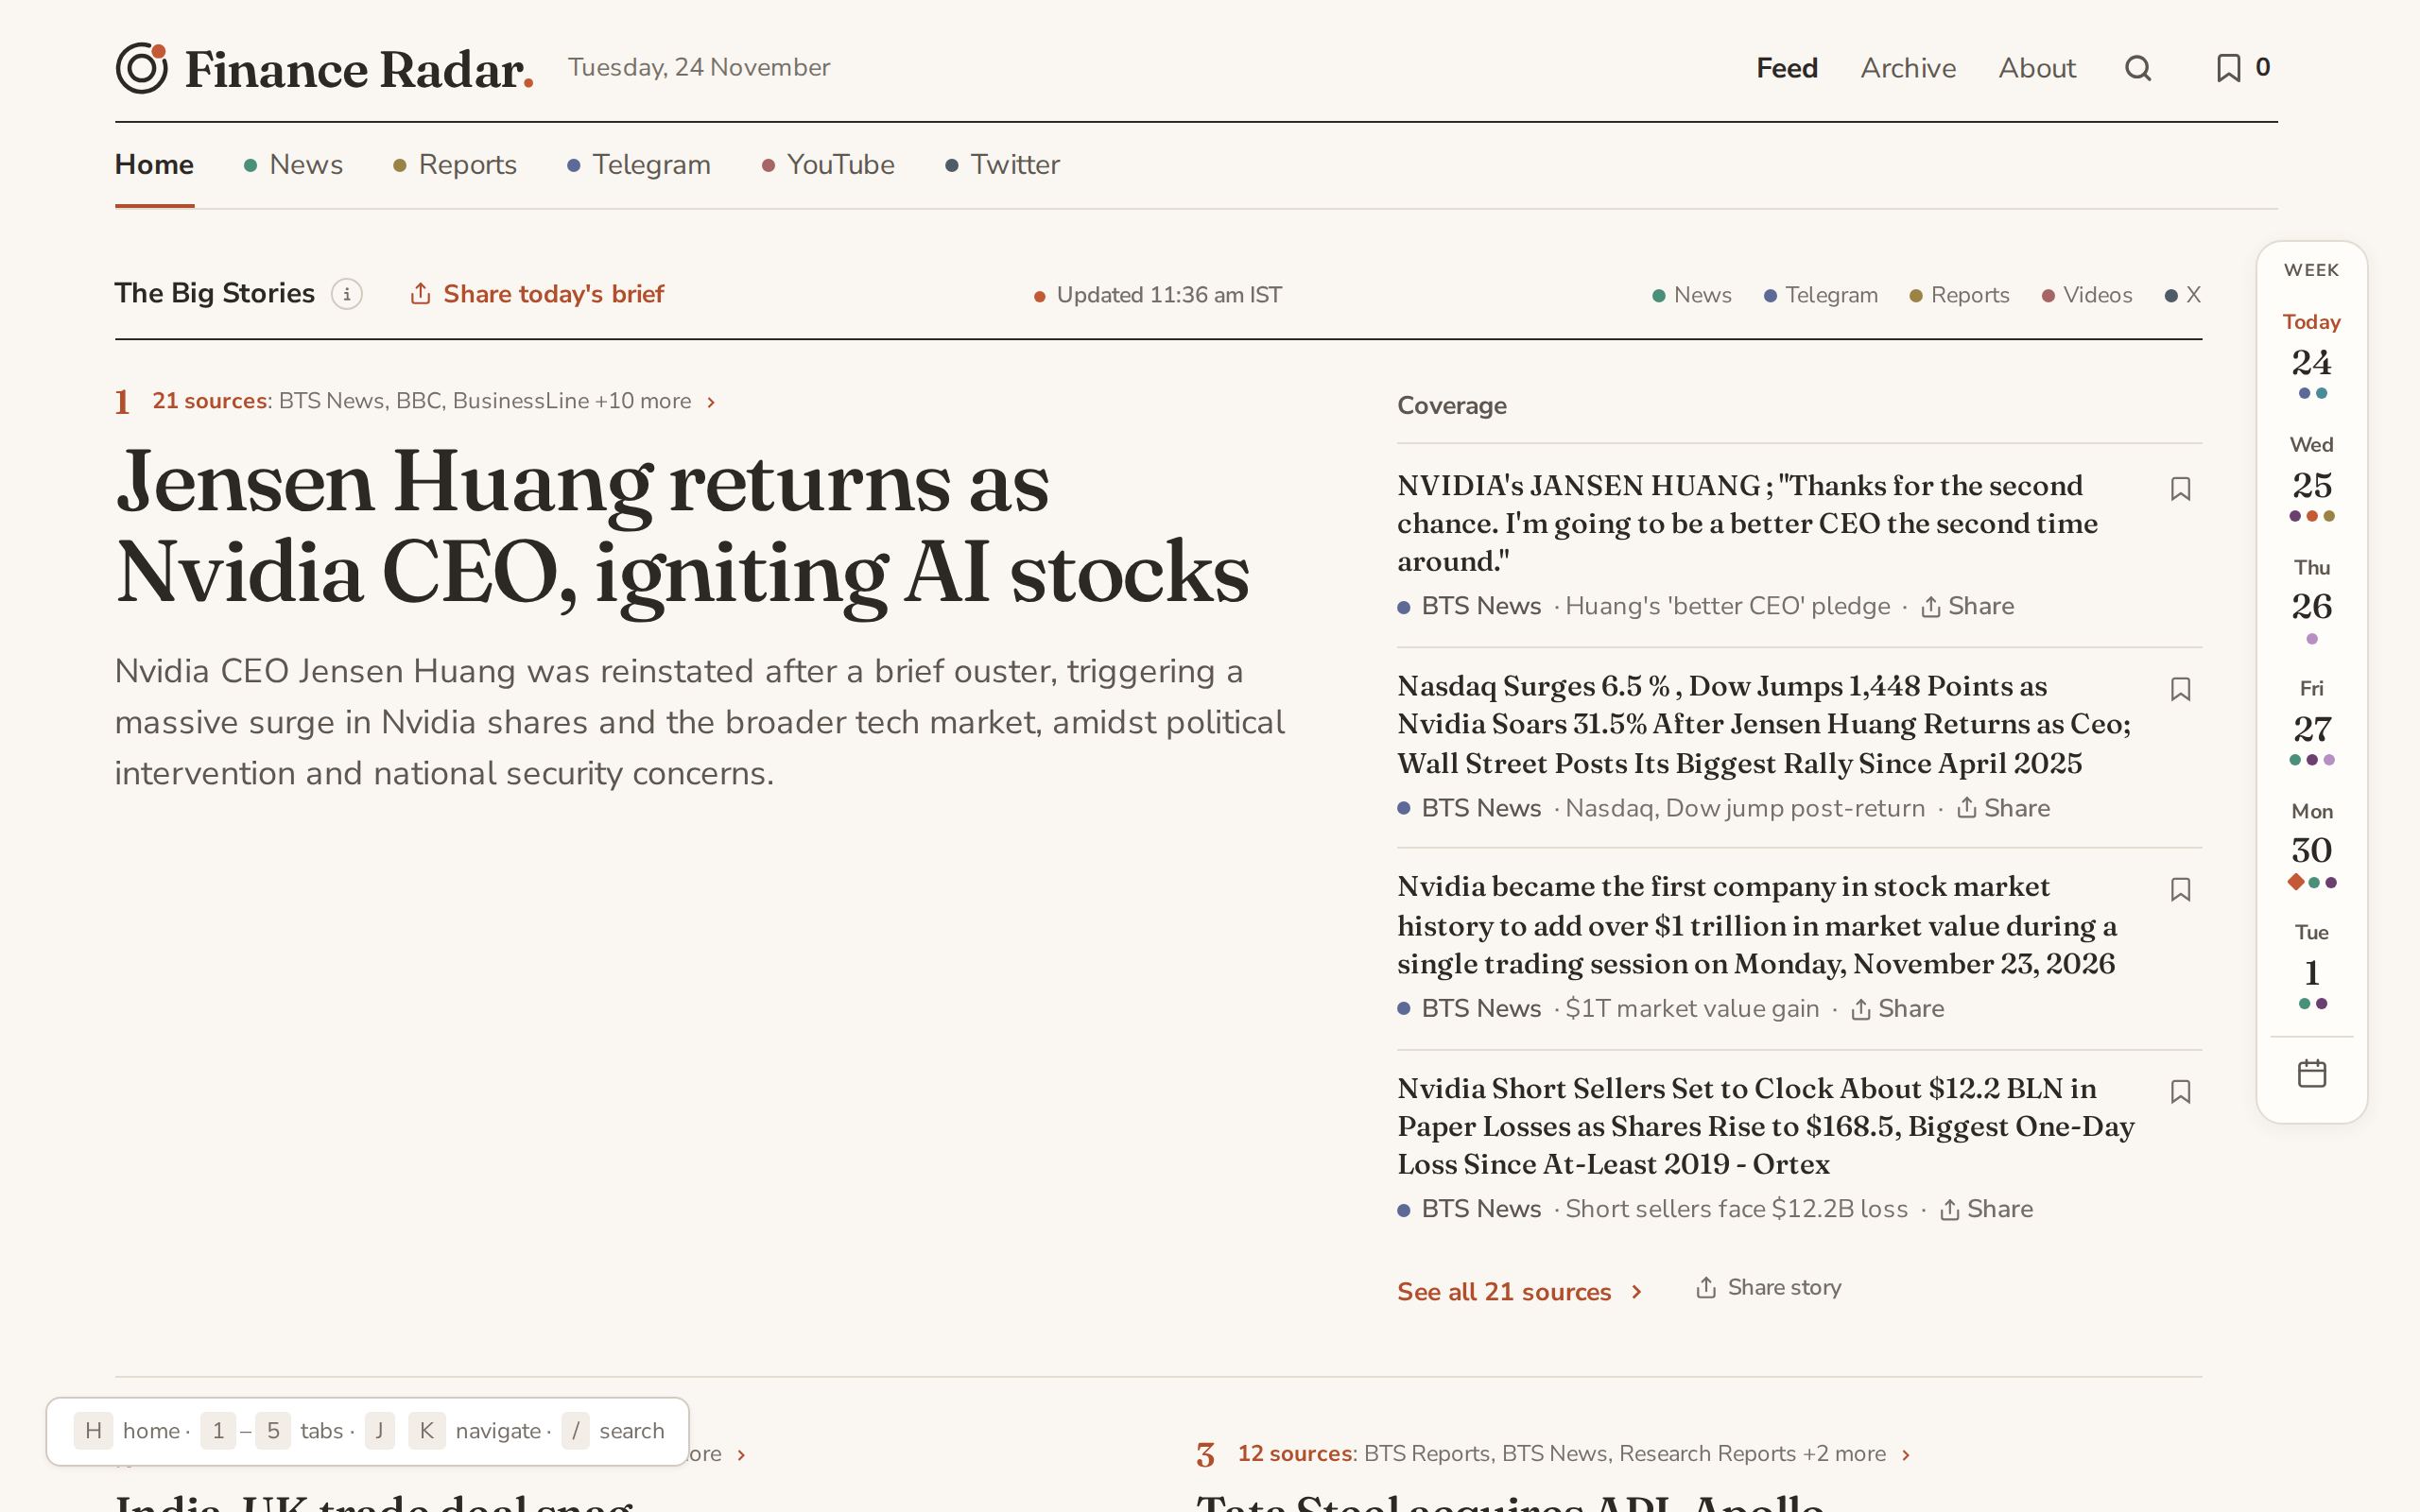 Finance Radar.
Tuesday, 24 November
Feed
Archive
About
0
Home
News
Reports
Telegram
YouTube
Twitter
The Big Stories
i
Share today's brief
Updated 11:36 am IST
News
Telegram
Reports
Videos
X
1 21 sources: BTS News, BBC, BusinessLine +10 more ›
Jensen Huang returns as
Nvidia CEO, igniting AI stocks
Nvidia CEO Jensen Huang was reinstated after a brief ouster, triggering a
massive surge in Nvidia shares and the broader tech market, amidst political
intervention and national security concerns.
Coverage
NVIDIA's JANSEN HUANG ; "Thanks for the second
chance. I'm going to be a better CEO the second time
around."
BTS News · Huang's 'better CEO' pledge · Share
Nasdaq Surges 6.5 % , Dow Jumps 1,448 Points as
Nvidia Soars 31.5% After Jensen Huang Returns as Ceo;
Wall Street Posts Its Biggest Rally Since April 2025
BTS News · Nasdaq, Dow jump post-return · Share
Nvidia became the first company in stock market
history to add over $1 trillion in market value during a
single trading session on Monday, November 23, 2026
BTS News · $1T market value gain · Share
Nvidia Short Sellers Set to Clock About $12.2 BLN in
Paper Losses as Shares Rise to $168.5, Biggest One-Day
Loss Since At-Least 2019 - Ortex
BTS News · Short sellers face $12.2B loss · Share
See all 21 sources ›
Share story
WEEK
Today
24
Wed
25
Thu
26
Fri
27
Mon
30
Tue
1
H home · 1 – 5 tabs · J K navigate · / search
ore ›
India, UK trade deal snag
3 12 sources: BTS Reports, BTS News, Research Reports +2 more ›
Tata Steel acquires APL Apollo